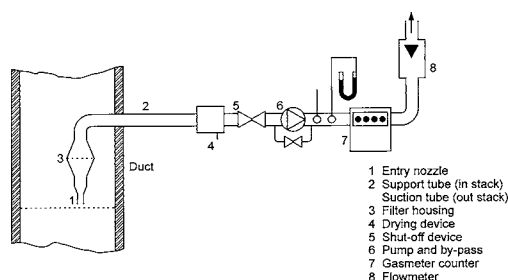 8
2
5
6
3
4
7
Duct
1
1 Entry nozzle
2 Support tube (in stack)
Suction tube (out stack)
3 Filter housing
4 Drying device
5 Shut-off device
6 Pump and by-pass
7 Gasmeter counter
8 Flowmeter